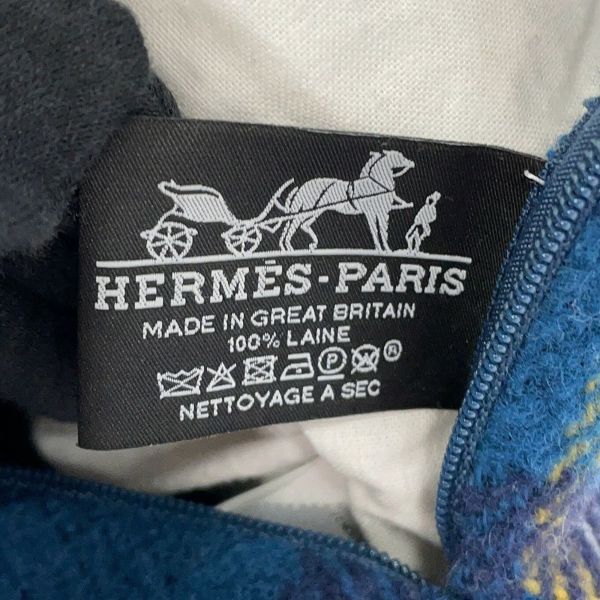 HERMÈS-PARIS
MADE IN GREAT BRITAIN
100% LAINE
P W ®
NETTOYAGE A SEC